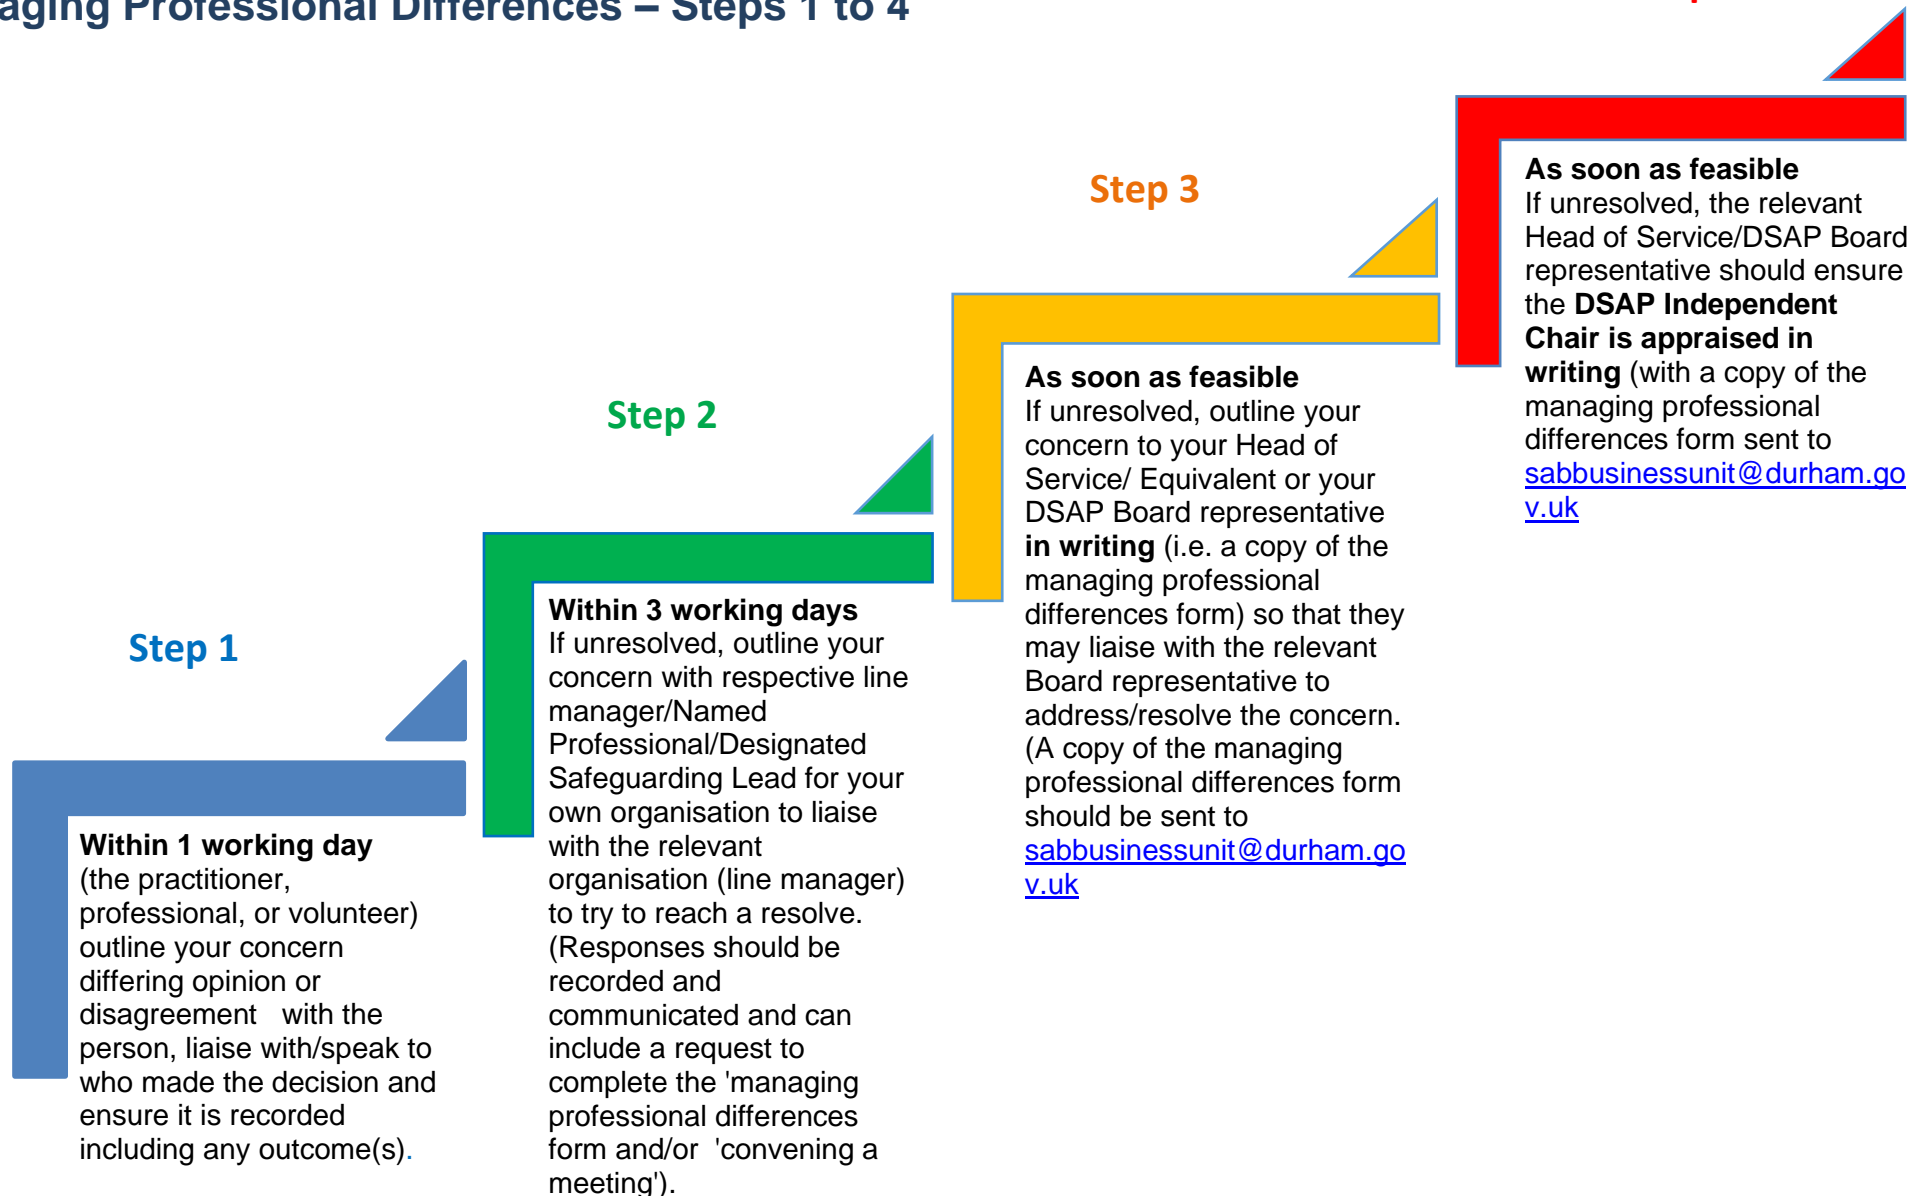 aging Professional Differences – Steps 1 to 4
Step 1
Within 1 working day
(the practitioner,
professional, or volunteer)
outline your concern
differing opinion or
disagreement   with the
person, liaise with/speak to
who made the decision and
ensure it is recorded
including any outcome(s).
Step 2
Within 3 working days
If unresolved, outline your
concern with respective line
manager/Named
Professional/Designated
Safeguarding Lead for your
own organisation to liaise
with the relevant
organisation (line manager)
to try to reach a resolve.
(Responses should be
recorded and
communicated and can
include a request to
complete the 'managing
professional differences
form and/or  'convening a
meeting').
Step 3
As soon as feasible
If unresolved, outline your
concern to your Head of
Service/ Equivalent or your
DSAP Board representative
in writing (i.e. a copy of the
managing professional
differences form) so that they
may liaise with the relevant
Board representative to
address/resolve the concern.
(A copy of the managing
professional differences form
should be sent to
sabbusinessunit@durham.go
v.uk
As soon as feasible
If unresolved, the relevant
Head of Service/DSAP Board
representative should ensure
the DSAP Independent
Chair is appraised in
writing (with a copy of the
managing professional
differences form sent to
sabbusinessunit@durham.go
v.uk